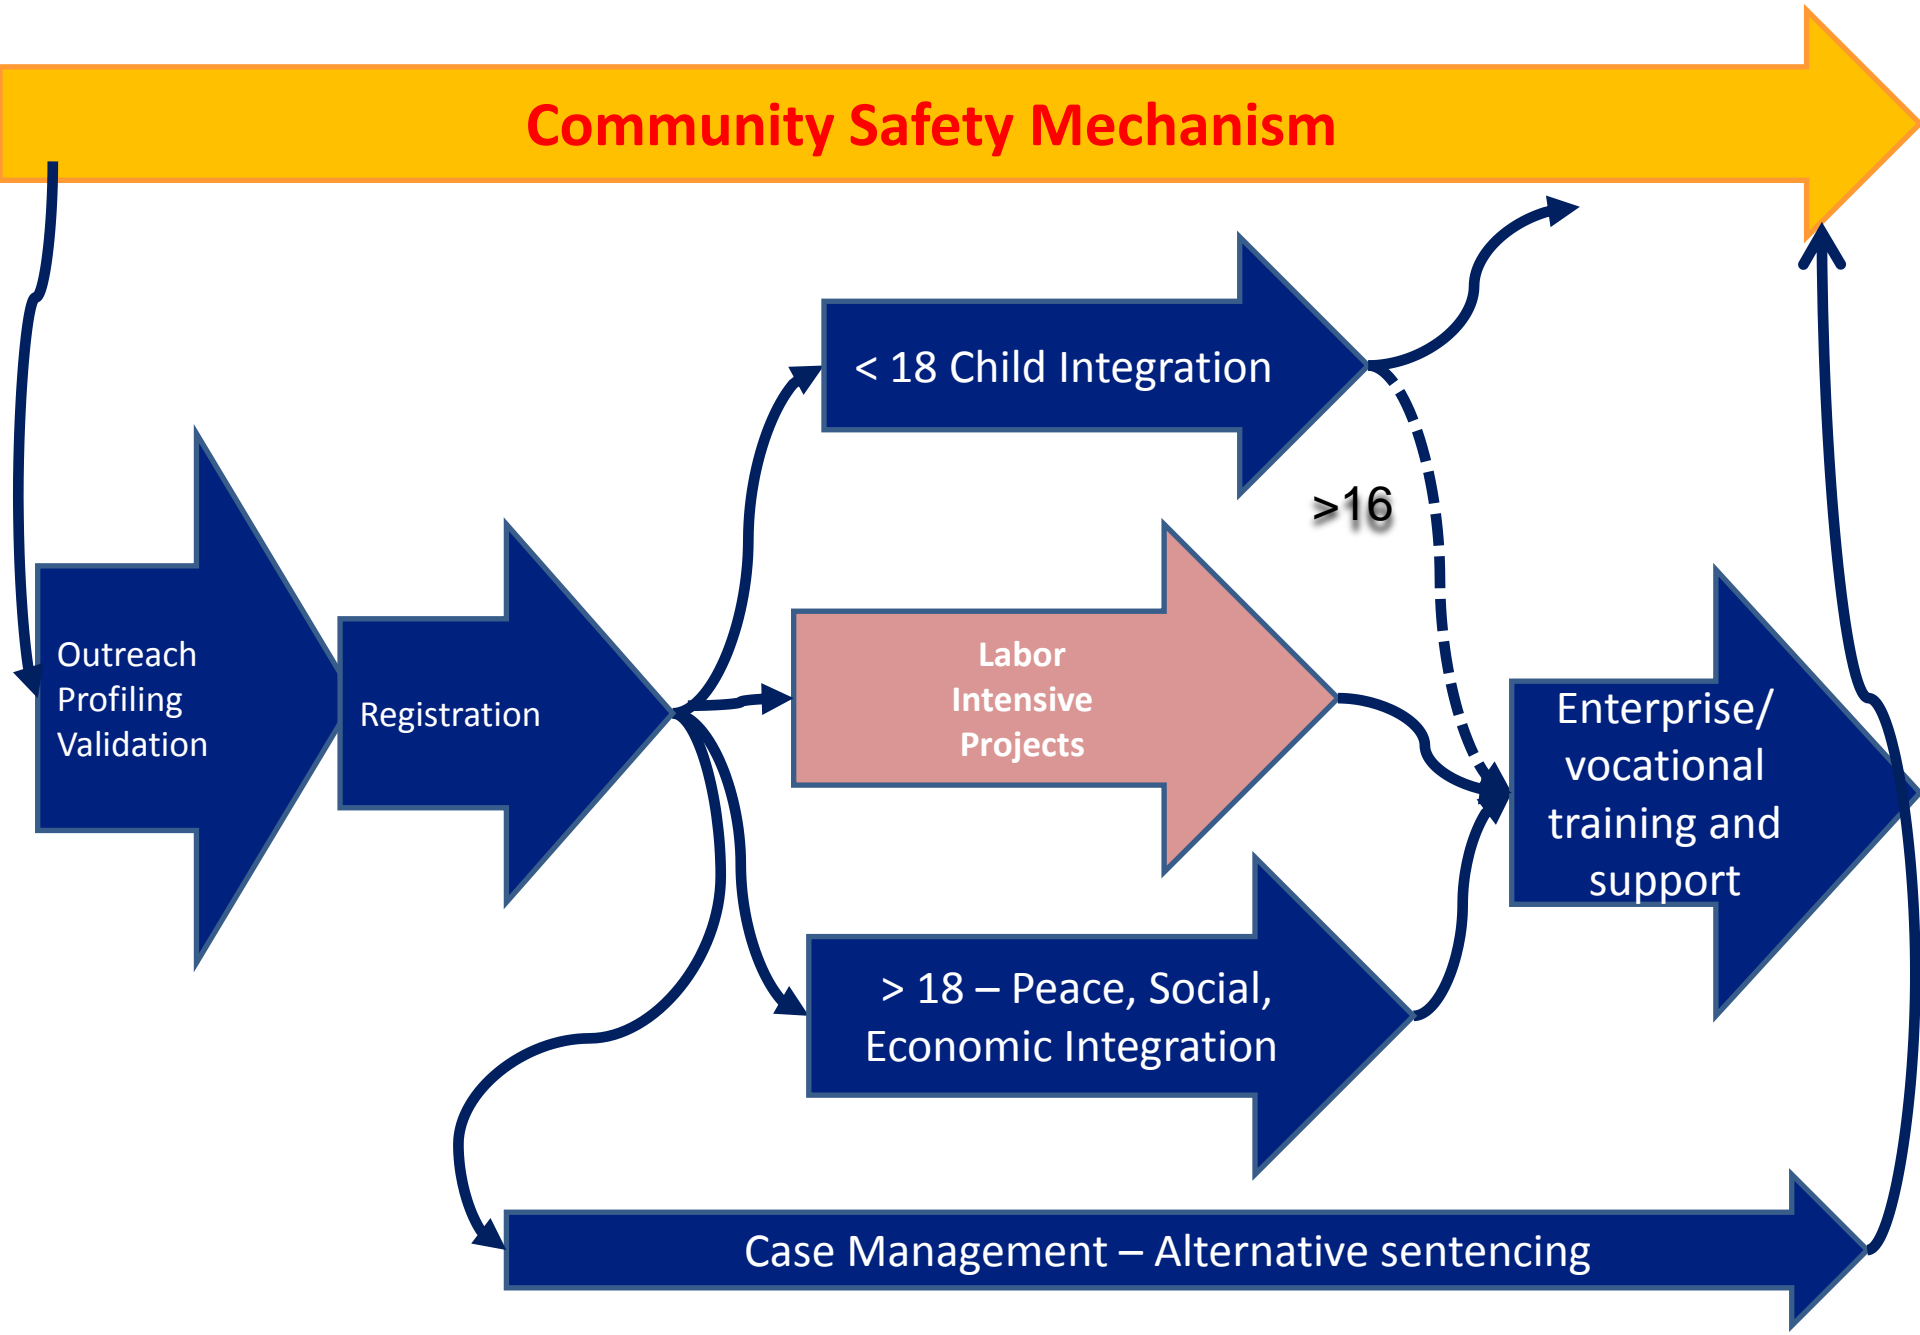 Community Safety Mechanism
< 18 Child Integration
>16
Outreach
Profiling
Validation
Registration
Labor
Intensive
Projects
Enterprise/
vocational
training and
support
> 18 – Peace, Social,
Economic Integration
Case Management – Alternative sentencing